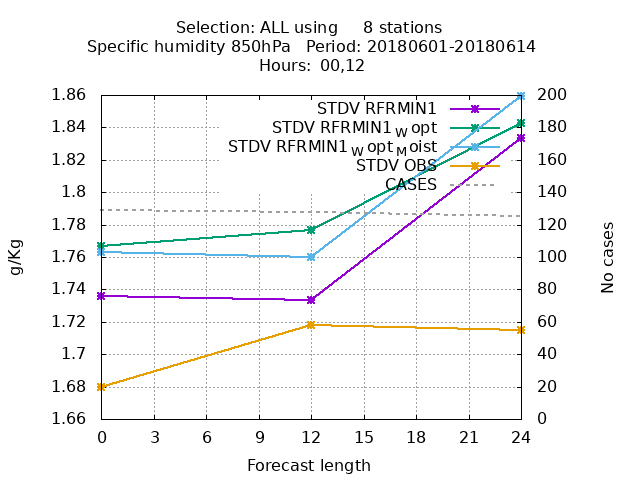 Selection: ALL using     8 stations
Specific humidity 850hPa   Period: 20180601-20180614
Hours: 00,12
1.86
1.84
1.82
1.8
1.78
1.76
1.74
1.72
1.7
1.68
1.66
g/Kg
STDV RFRMIN1
STDV RFRMIN1 W opt
STDV RFRMIN1 W opt M oist
STDV OBS
CASES
200
180
160
140
120
100
80
60
40
20
0
No cases
0 3 6 9 12 15 18 21 24
Forecast length